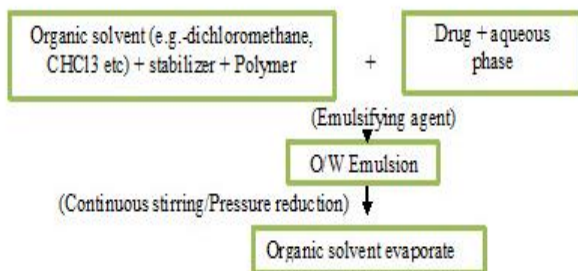 Organic solvent (e.g.-dichloromethane,
CHCl3 etc) + stabilizer + Polymer
+
Drug + aqueous
phase
(Emulsifying agent)
O/W Emulsion
(Continuous stirring/Pressure reduction)
Organic solvent evaporate